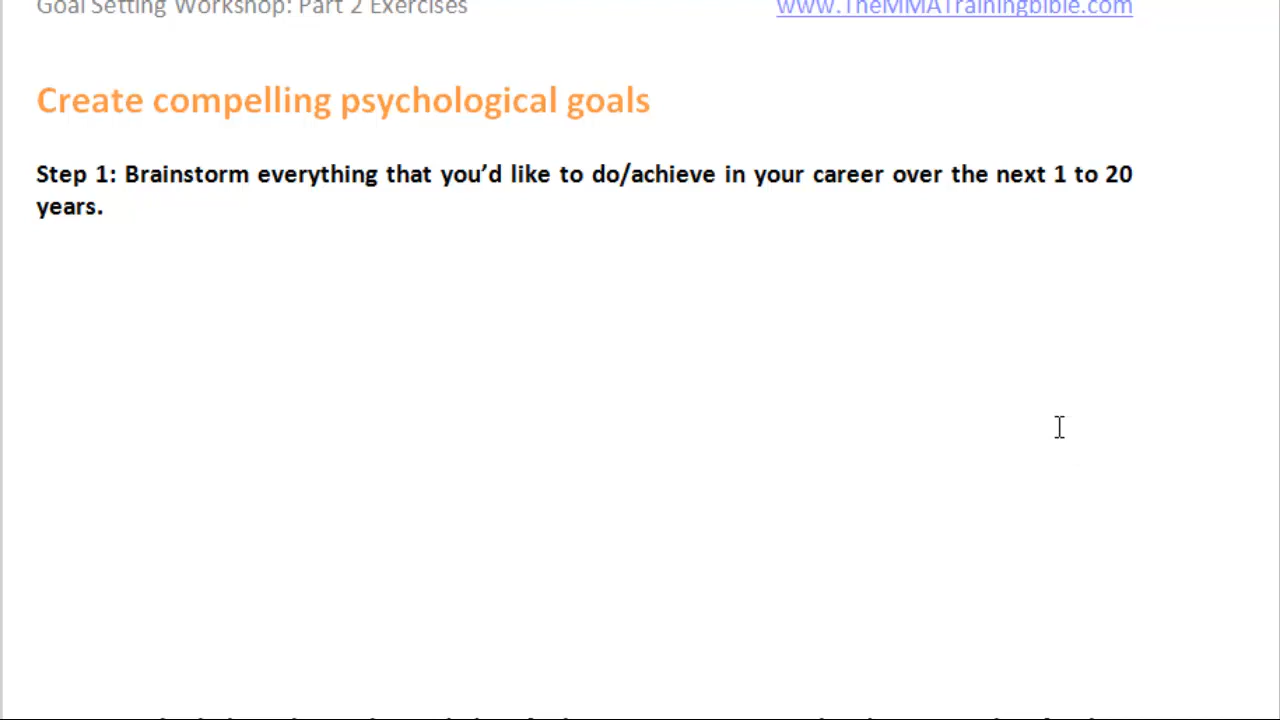 Goal Setting Workshop: Part 2 Exercises www.TheMMATrainingbible.com
Create compelling psychological goals
Step 1: Brainstorm everything that you’d like to do/achieve in your career over the next 1 to 20
years.